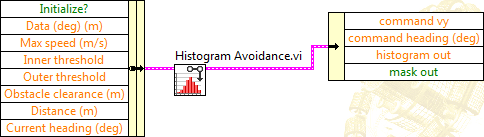 Initialize?
Data (deg) (m)
Max speed (m/s)
Inner threshold
Outer threshold
Obstacle clearance (m)
Distance (m)
Current heading (deg)
Histogram Avoidance.vi
command vy
command heading (deg)
histogram out
mask out